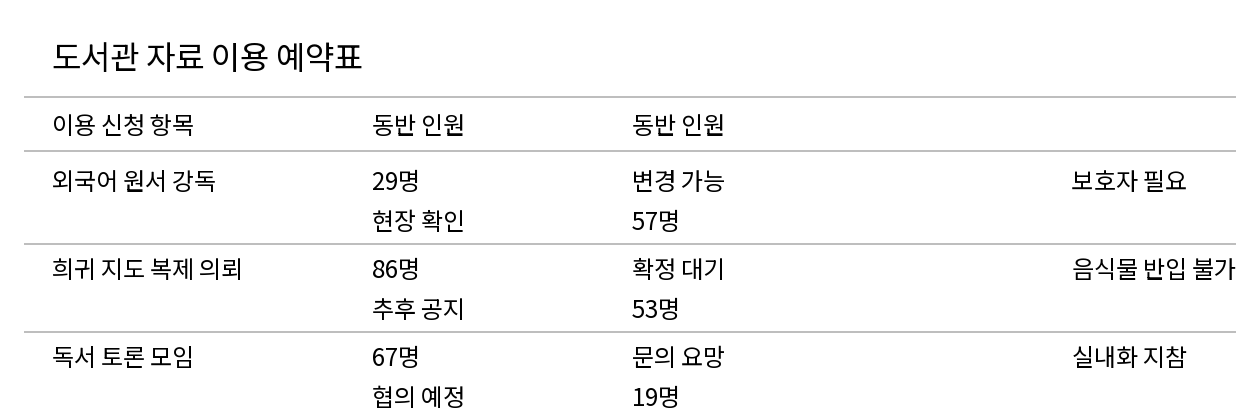 도서관 자료 이용 예약표
이용 신청 항목 동반 인원 동반 인원
외국어 원서 강독 29명 변경 가능 보호자 필요
현장 확인 57명
희귀 지도 복제 의뢰 86명 확정 대기 음식물 반입 불가
추후 공지 53명
독서 토론 모임 67명 문의 요망 실내화 지참
협의 예정 19명